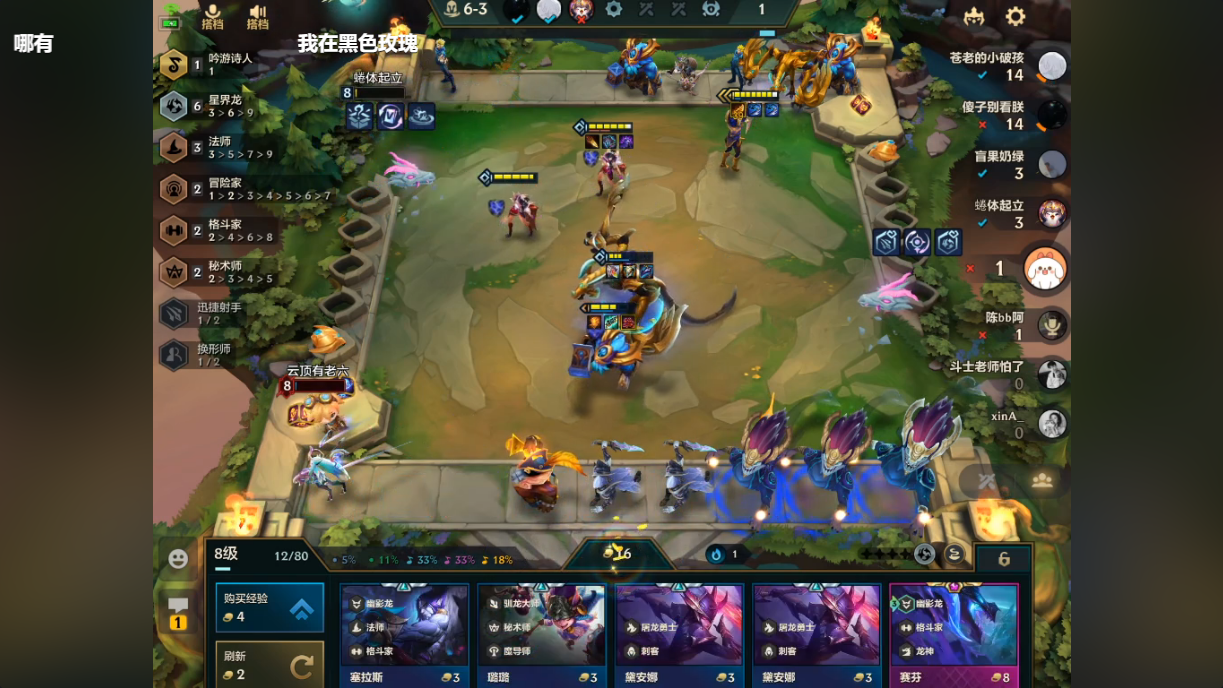 哪有
我在黑色玫瑰
搭档
搭档
6-3
1
1
吟游诗人
1
6
星界龙
3 > 6 > 9
3
法师
3 > 5 > 7 > 9
2
冒险家
1 > 2 > 3 > 4 > 5 > 6 > 7
2
格斗家
2 > 4 > 6 > 8
2
秘术师
2 > 3 > 4 > 5
迅捷射手
1 / 2
换形师
1 / 2
蜷体起立
8
苍老的小破孩
14
傻子别看朕
14
盲果奶绿
3
蜷体起立
3
1
陈bb阿
1
斗士老师怕了
0
xinA_
0
云顶有老六
8
8级
12/80
5%
11%
33%
33%
18%
1
6
1
购买经验
4
刷新
2
幽影龙
法师
格斗家
塞拉斯
3
驯龙大师
秘术师
魔导师
璐璐
3
屠龙勇士
刺客
黛安娜
3
屠龙勇士
刺客
黛安娜
3
3
幽影龙
格斗家
龙神
赛芬
8